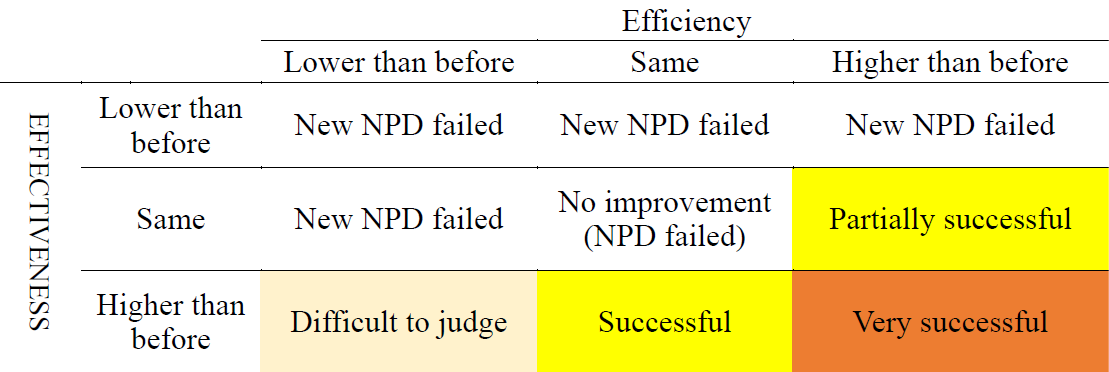 Efficiency
Lower than before Same Higher than before
EFFECTIVENESS
Lower than
before
New NPD failed New NPD failed New NPD failed
Same
New NPD failed
No improvement
(NPD failed)
Partially successful
Higher than
before
Difficult to judge Successful Very successful